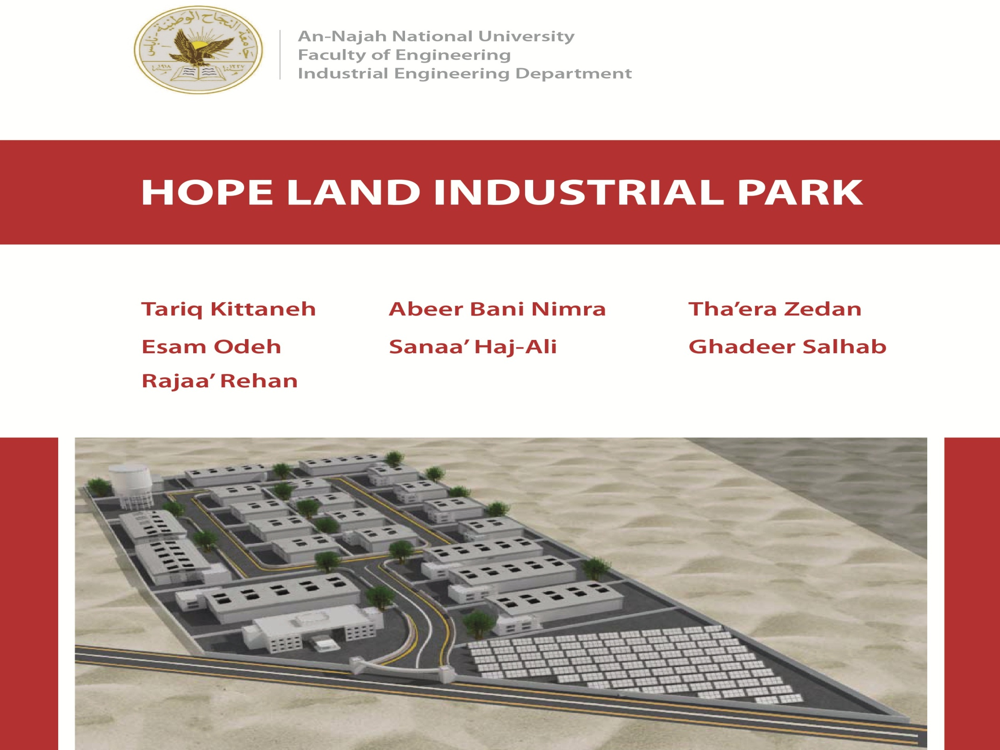 جامعة النجاح الوطنية - نابلس
١٩١٨ ١٣٣٧
An-Najah National University
Faculty of Engineering
Industrial Engineering Department
HOPE LAND INDUSTRIAL PARK
Tariq Kittaneh Abeer Bani Nimra Tha’era Zedan
Esam Odeh Sanaa’ Haj-Ali Ghadeer Salhab
Rajaa’ Rehan